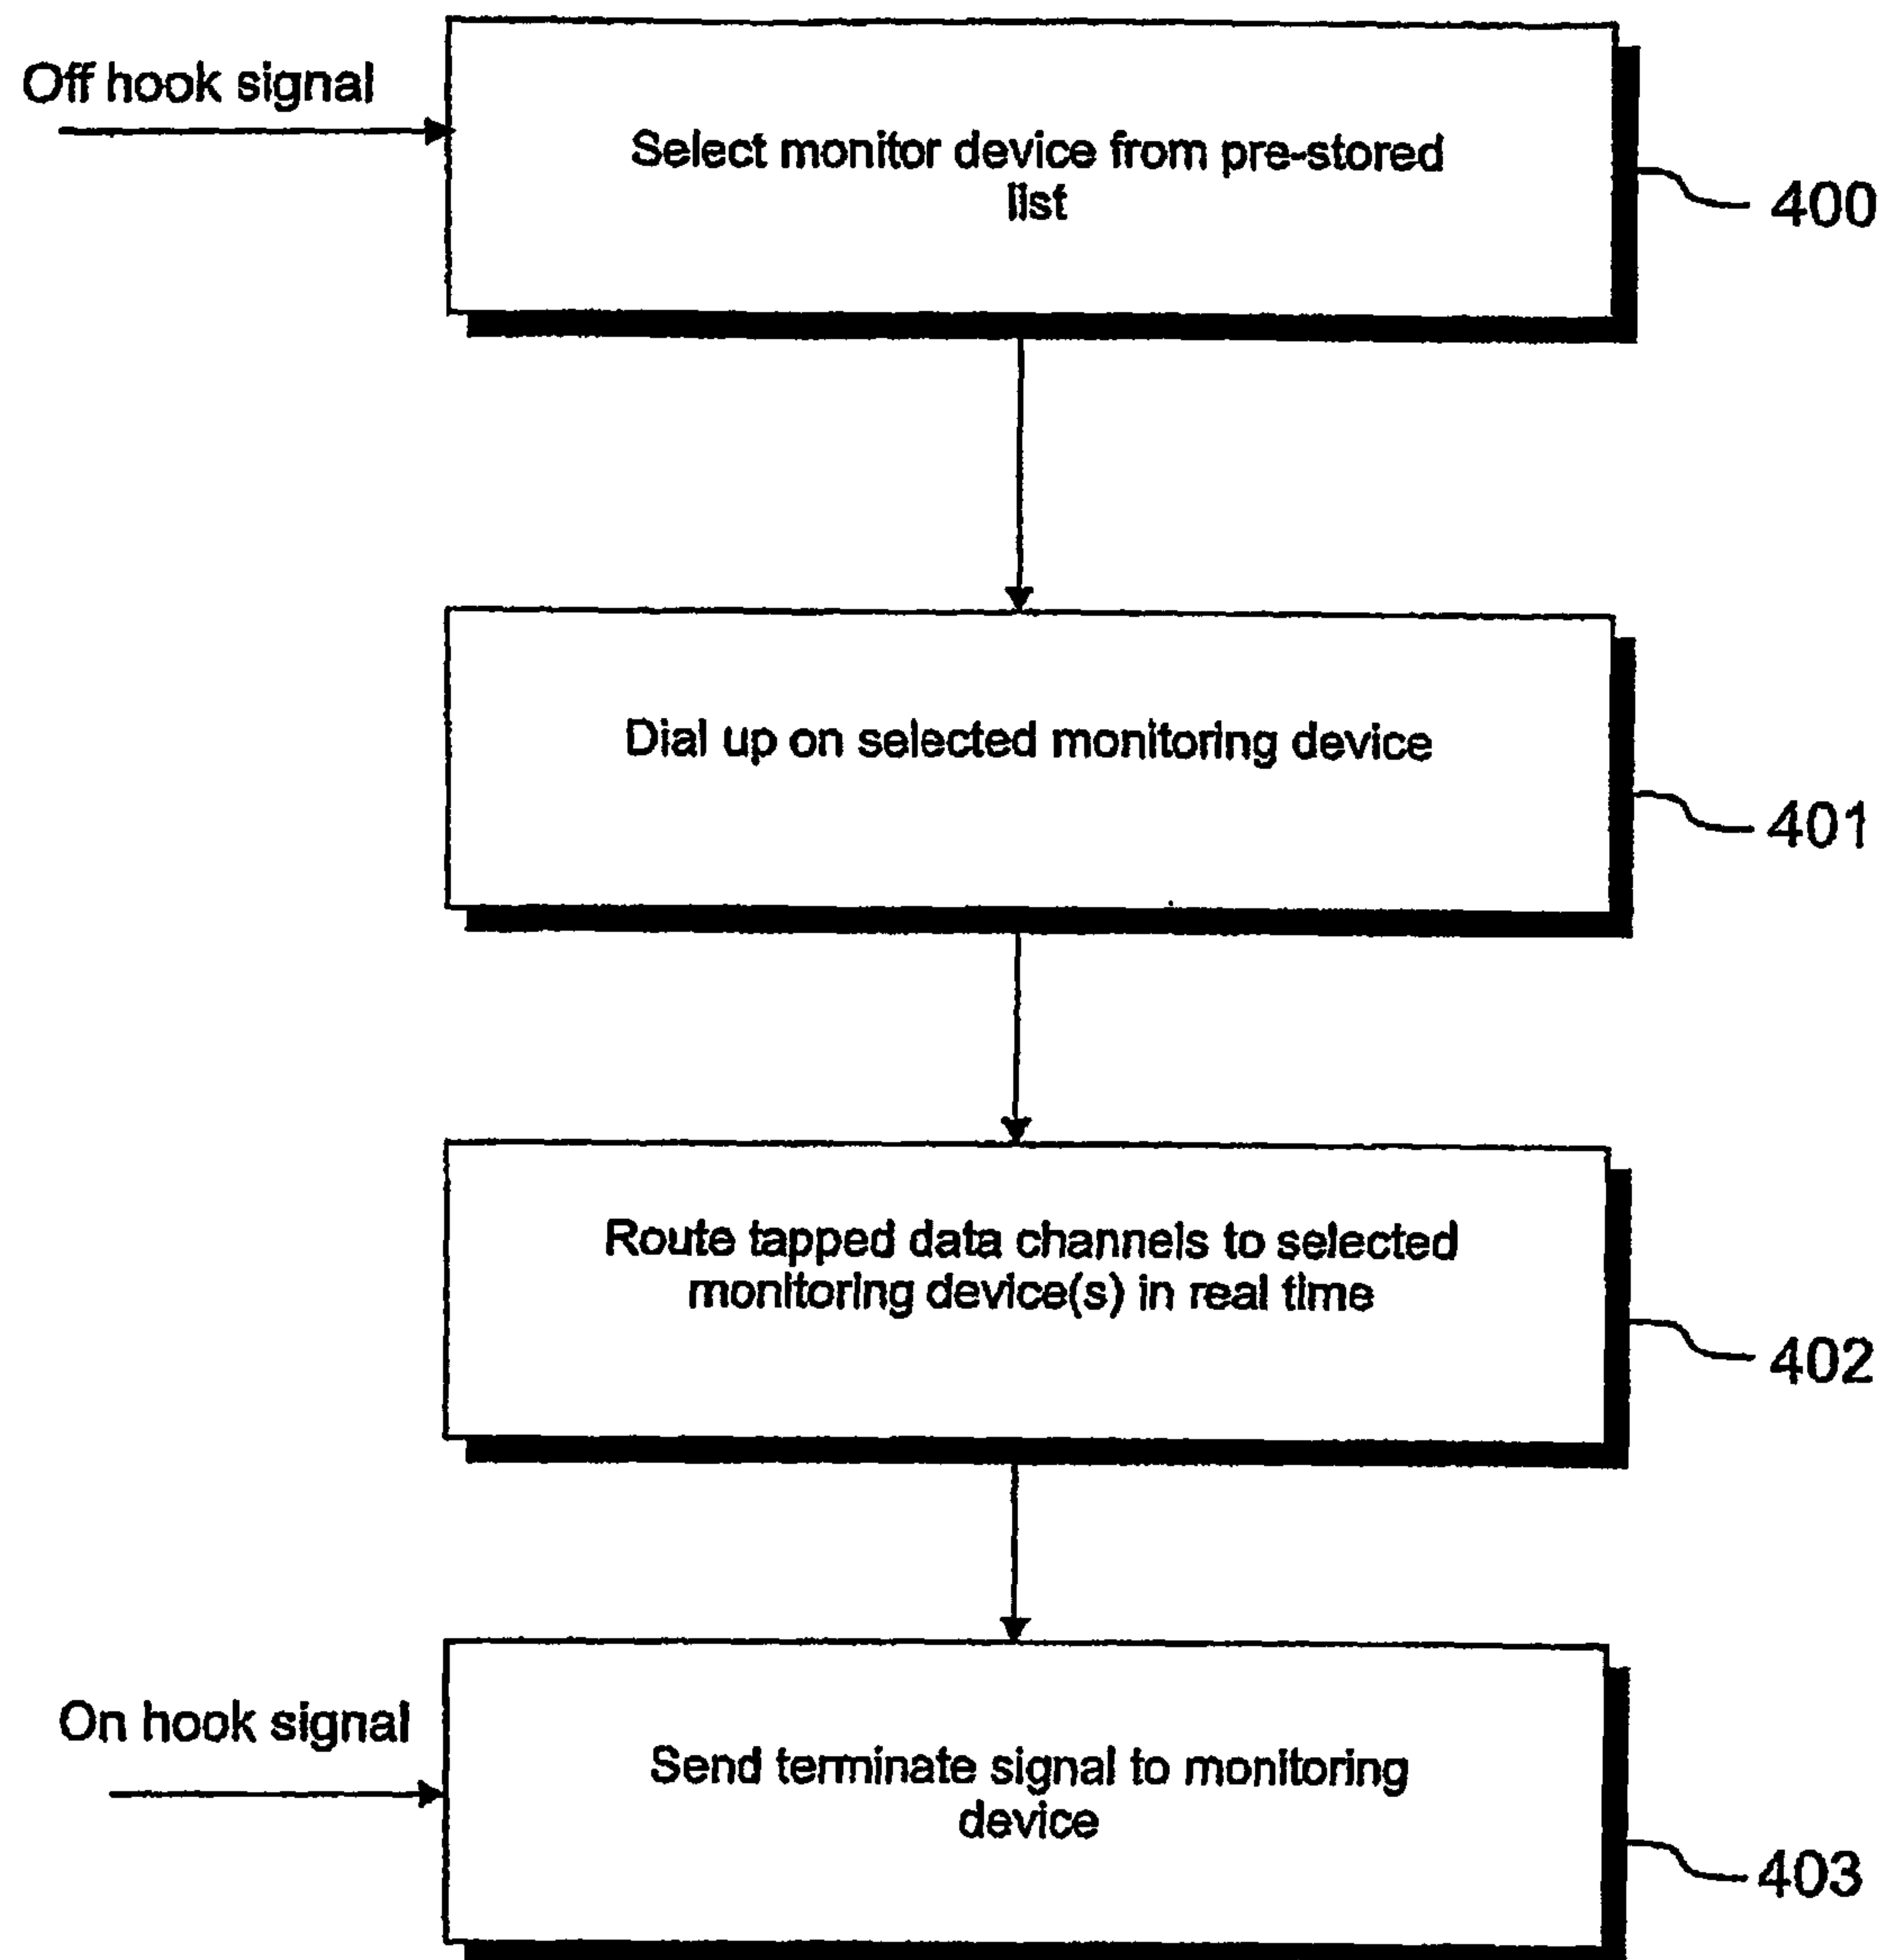 Off hook signal
Select monitor device from pre-stored
list
400
Dial up on selected monitoring device
401
Route tapped data channels to selected
monitoring device(s) in real time
402
On hook signal
Send terminate signal to monitoring
device
403